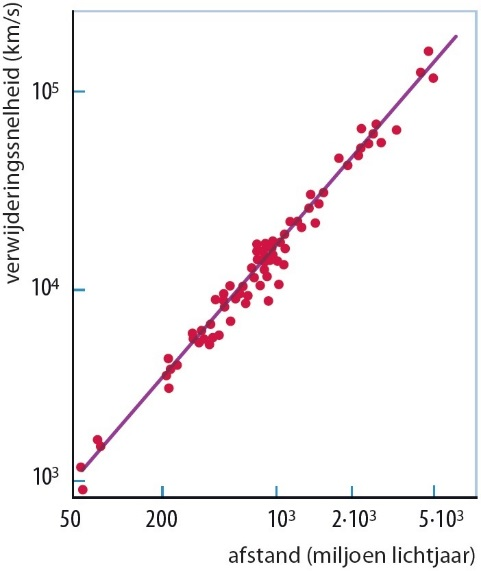 verwijderingssnelheid (km/s)
10⁵
10⁴
10³
50 200 10³ 2·10³ 5·10³
afstand (miljoen lichtjaar)